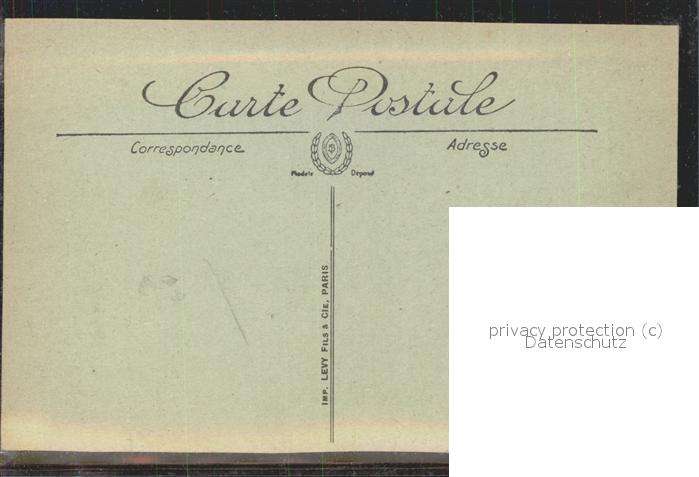 Carte Postale
Correspondance
Adresse
Modèle Déposé
IMP. LEVY FILS & CIE, PARIS
privacy protection (c)
Datenschutz